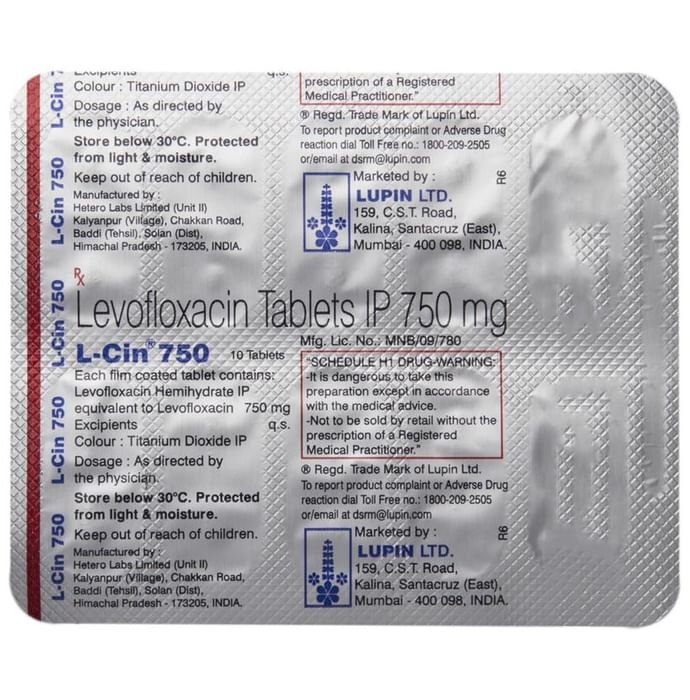 Excipients q.s.
Colour : Titanium Dioxide IP
Dosage : As directed by
the physician.
Store below 30°C. Protected
from light & moisture.
Keep out of reach of children.
Manufactured by :
Hetero Labs Limited (Unit II)
Kalyanpur (Village), Chakkan Road,
Baddi (Tehsil), Solan (Dist),
Himachal Pradesh - 173205, INDIA.
prescription of a Registered
Medical Practitioner."
® Regd. Trade Mark of Lupin Ltd.
To report product complaint or Adverse Drug
reaction dial Toll Free no.: 1800-209-2505
or/email at dsrm@lupin.com
Marketed by :
LUPIN LTD.
159, C.S.T. Road,
Kalina, Santacruz (East),
Mumbai - 400 098, INDIA.
R6
L-Cin 7
L-Cin 750
L-Cin 750
L-Cin 750
L-Cin 750
Rx
Levofloxacin Tablets IP 750 mg
L-Cin® 750 10 Tablets
Each film coated tablet contains:
Levofloxacin Hemihydrate IP
equivalent to Levofloxacin 750 mg
Excipients q.s.
Colour : Titanium Dioxide IP
Dosage : As directed by
the physician.
Store below 30°C. Protected
from light & moisture.
Keep out of reach of children.
Manufactured by :
Hetero Labs Limited (Unit II)
Kalyanpur (Village), Chakkan Road,
Baddi (Tehsil), Solan (Dist),
Himachal Pradesh - 173205, INDIA.
Mfg. Lic. No.: MNB/09/780
"SCHEDULE H1 DRUG-WARNING:
-It is dangerous to take this
preparation except in accordance
with the medical advice.
-Not to be sold by retail without the
prescription of a Registered
Medical Practitioner."
® Regd. Trade Mark of Lupin Ltd.
To report product complaint or Adverse Drug
reaction dial Toll Free no.: 1800-209-2505
or/email at dsrm@lupin.com
Marketed by :
LUPIN LTD.
159, C.S.T. Road,
Kalina, Santacruz (East),
Mumbai - 400 098, INDIA.
R6